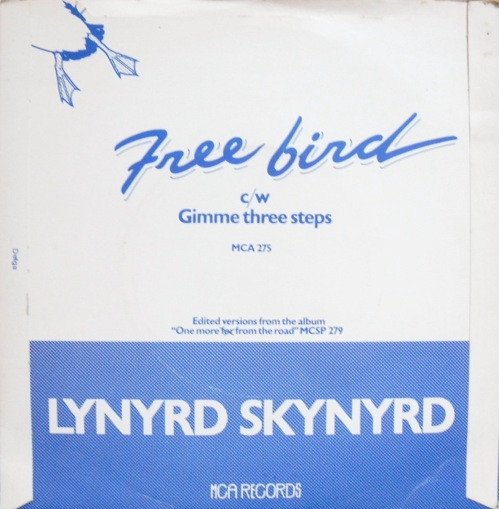 Free bird
c/w
Gimme three steps
MCA 275
Edited versions from the album
"One more for from the road" MCSP 279
LYNYRD SKYNYRD
MCA RECORDS